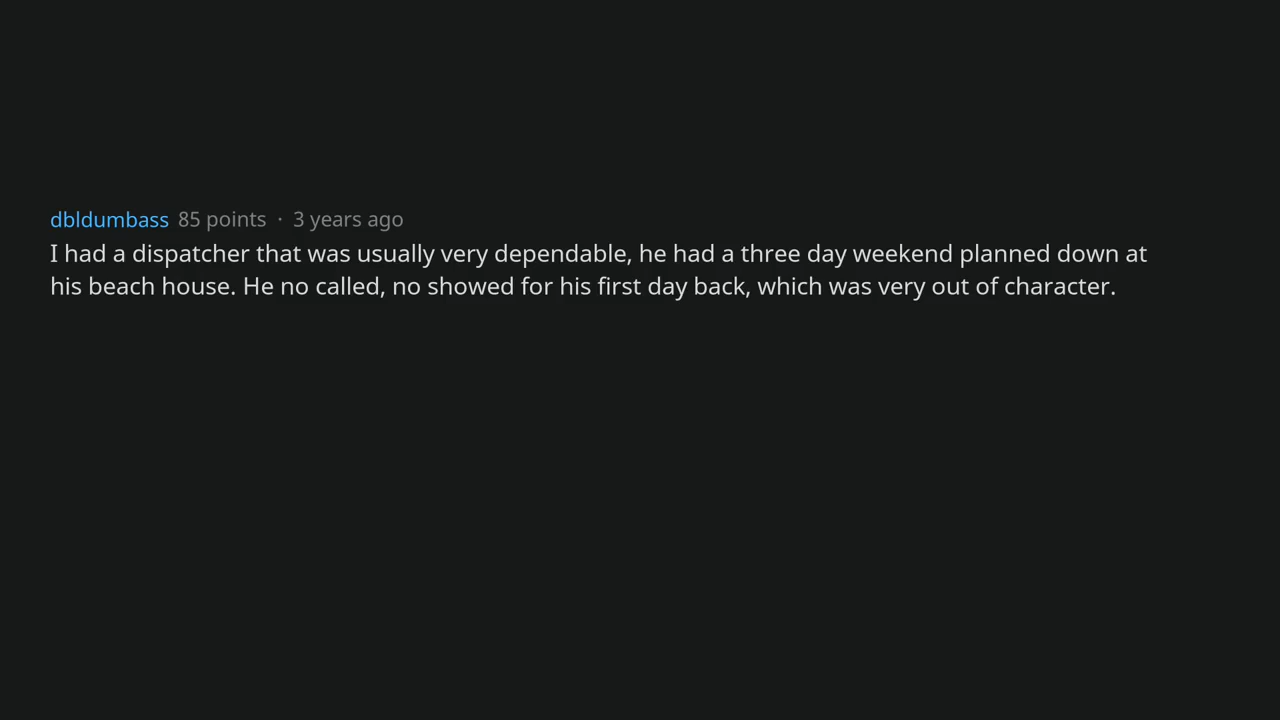 dbldumbass 85 points · 3 years ago
I had a dispatcher that was usually very dependable, he had a three day weekend planned down at
his beach house. He no called, no showed for his first day back, which was very out of character.